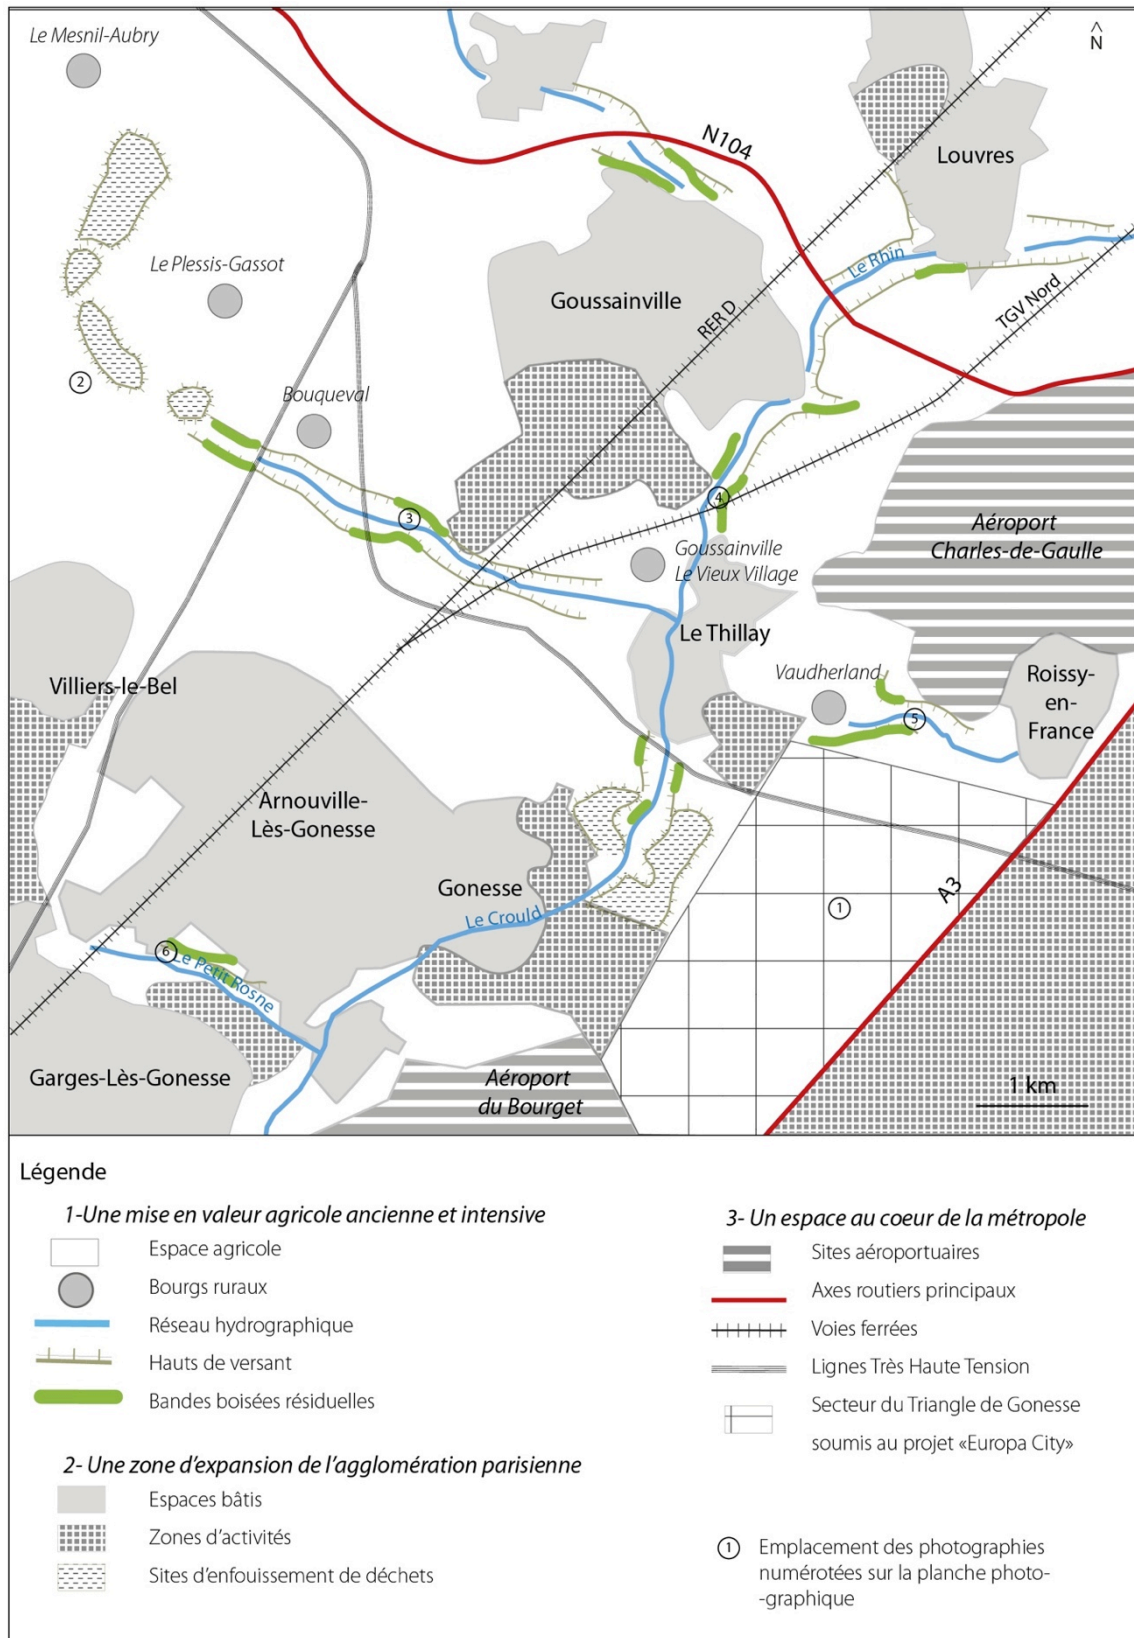 Le Mesnil-Aubry
N
N104
Louvres
Le Plessis-Gassot
Le Rhin
Goussainville
RER D
TGV Nord
2
Bouqueval
3
4
Aéroport
Charles-de-Gaulle
Goussainville
Le Vieux Village
Le Thillay
Vaudherland
Roissy-
en-
France
Villiers-le-Bel
5
Arnouville-
Lès-Gonesse
Gonesse
A3
1
Le Crould
6
Le Petit Rosne
Garges-Lès-Gonesse
Aéroport
du Bourget
1 km
Légende
1-Une mise en valeur agricole ancienne et intensive
Espace agricole
Bourgs ruraux
Réseau hydrographique
Hauts de versant
Bandes boisées résiduelles
2- Une zone d'expansion de l'agglomération parisienne
Espaces bâtis
Zones d'activités
Sites d'enfouissement de déchets
3- Un espace au coeur de la métropole
Sites aéroportuaires
Axes routiers principaux
Voies ferrées
Lignes Très Haute Tension
Secteur du Triangle de Gonesse
soumis au projet «Europa City»
1 Emplacement des photographies
numérotées sur la planche photo-
-graphique